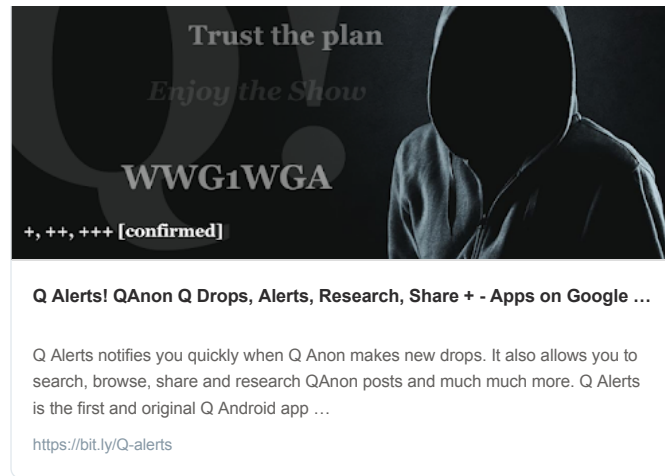 Trust the plan
Enjoy the Show
WWG1WGA
+, ++, +++ [confirmed]
Q Alerts! QAnon Q Drops, Alerts, Research, Share + - Apps on Google …
Q Alerts notifies you quickly when Q Anon makes new drops. It also allows you to
search, browse, share and research QAnon posts and much much more. Q Alerts
is the first and original Q Android app …
https://bit.ly/Q-alerts